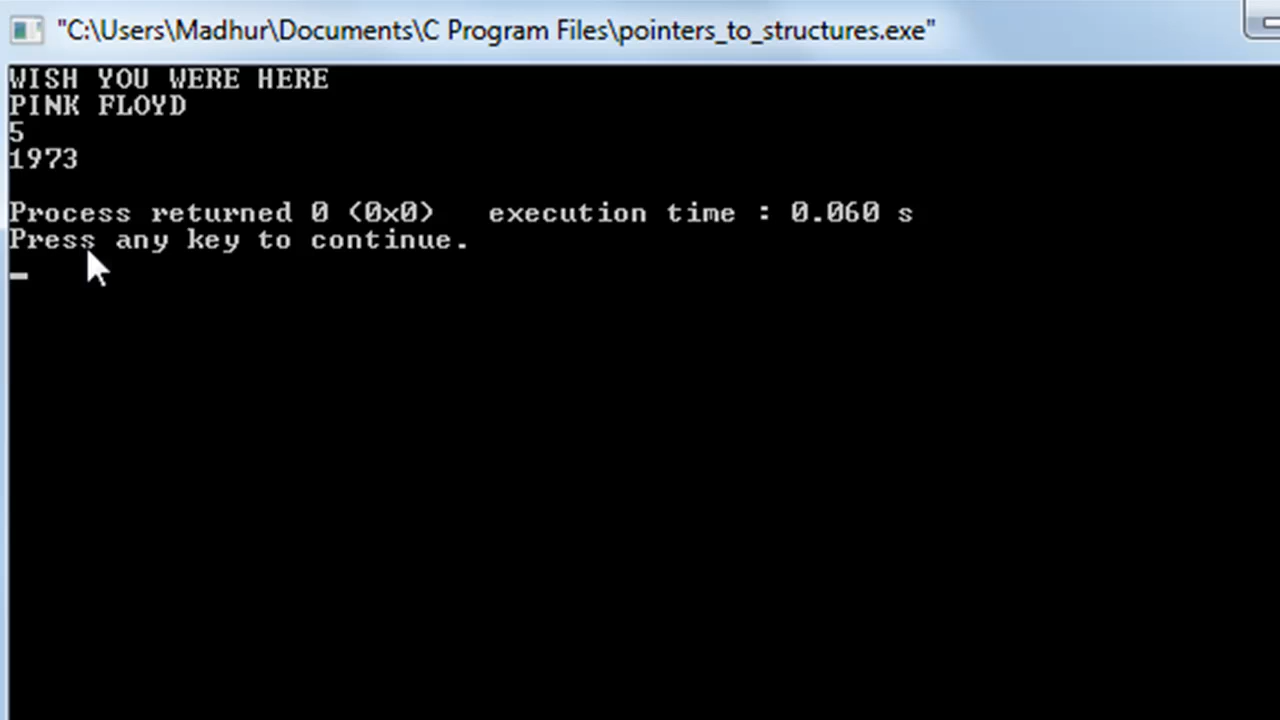 "C:\Users\Madhur\Documents\C Program Files\pointers_to_structures.exe"
WISH YOU WERE HERE
PINK FLOYD
5
1973
Process returned 0 (0x0)   execution time : 0.060 s
Press any key to continue.